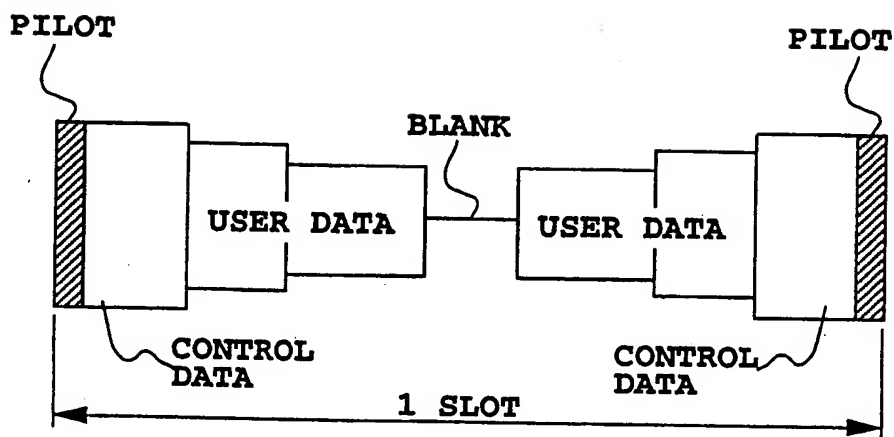 PILOT
PILOT
BLANK
USER DATA
USER DATA
CONTROL
DATA
CONTROL
DATA
1 SLOT